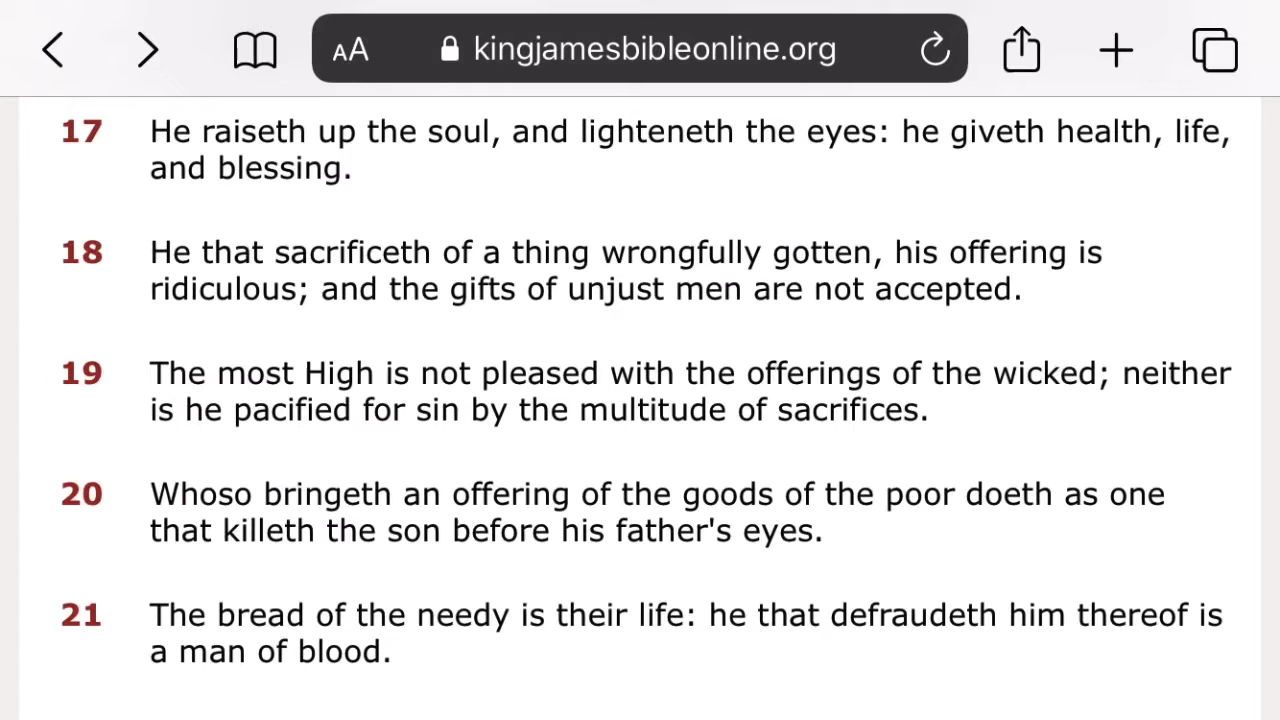 AA kingjamesbibleonline.org
17 He raiseth up the soul, and lighteneth the eyes: he giveth health, life,
and blessing.
18 He that sacrificeth of a thing wrongfully gotten, his offering is
ridiculous; and the gifts of unjust men are not accepted.
19 The most High is not pleased with the offerings of the wicked; neither
is he pacified for sin by the multitude of sacrifices.
20 Whoso bringeth an offering of the goods of the poor doeth as one
that killeth the son before his father's eyes.
21 The bread of the needy is their life: he that defraudeth him thereof is
a man of blood.